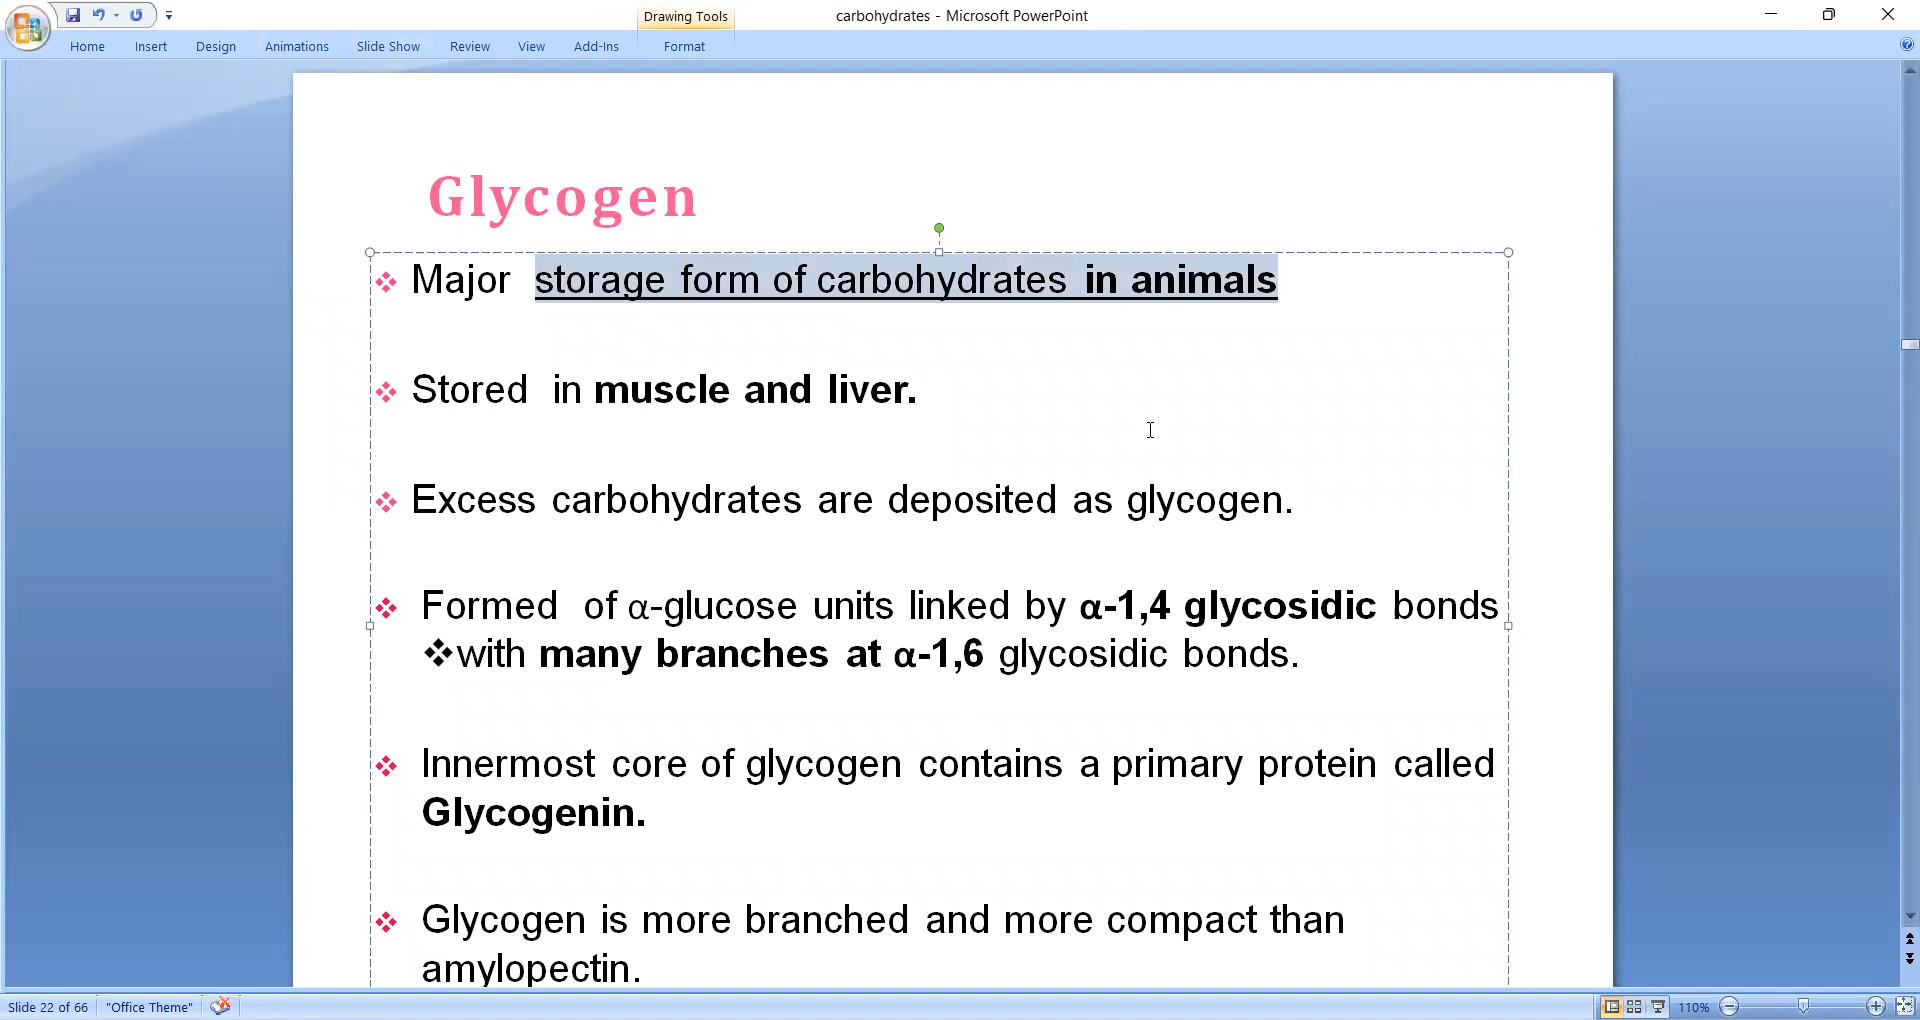 Drawing Tools
carbohydrates - Microsoft PowerPoint
Home Insert Design Animations Slide Show Review View Add-Ins Format
Glycogen
Major storage form of carbohydrates in animals
Stored in muscle and liver.
Excess carbohydrates are deposited as glycogen.
Formed of α-glucose units linked by α-1,4 glycosidic bonds
with many branches at α-1,6 glycosidic bonds.
Innermost core of glycogen contains a primary protein called
Glycogenin.
Glycogen is more branched and more compact than
amylopectin.
Slide 22 of 66 "Office Theme" 110%